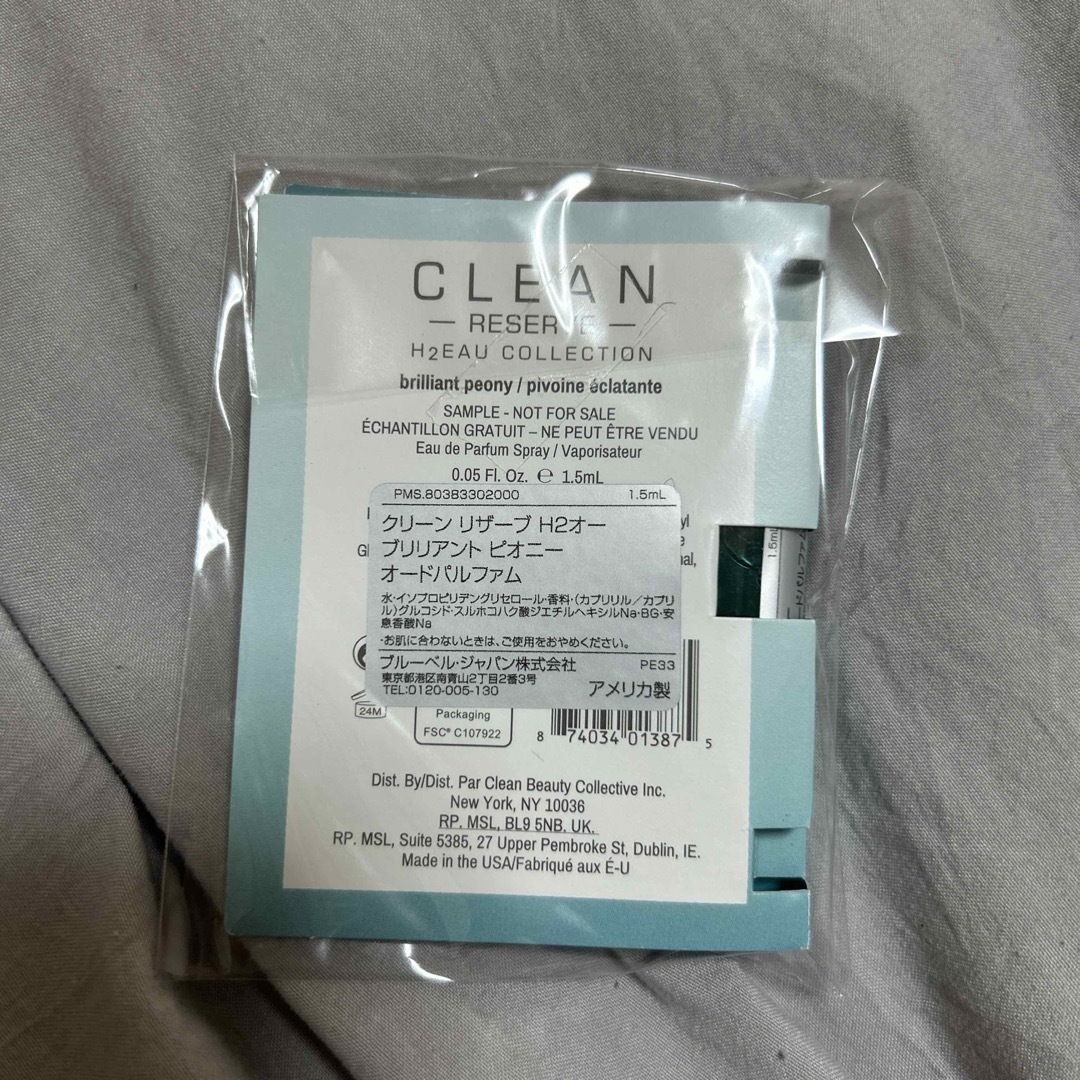 CLEAN
— RESERVE —
H2EAU COLLECTION
brilliant peony / pivoine éclatante
SAMPLE - NOT FOR SALE
ÉCHANTILLON GRATUIT – NE PEUT ÊTRE VENDU
Eau de Parfum Spray / Vaporisateur
0.05 Fl. Oz. ℮ 1.5mL
PMS.80383302000 1.5mL
クリーン リザーブ H2オー
ブリリアント ピオニー
オードパルファム
水・イソプロピリデングリセロール・香料・(カプリリル/カプリ
ル)グルコシド・スルホコハク酸ジエチルヘキシルNa・BG・安
息香酸Na
・お肌に合わないときは、ご使用をおやめください。
ブルーベル・ジャパン株式会社 PE33
東京都港区南青山2丁目2番3号
TEL:0120-005-130 アメリカ製
24M
Packaging
FSC® C107922
8 74034 01387 5
1.5mL
Dist. By/Dist. Par Clean Beauty Collective Inc.
New York, NY 10036
RP. MSL, BL9 5NB. UK.
RP. MSL, Suite 5385, 27 Upper Pembroke St, Dublin, IE.
Made in the USA/Fabriqué aux É-U